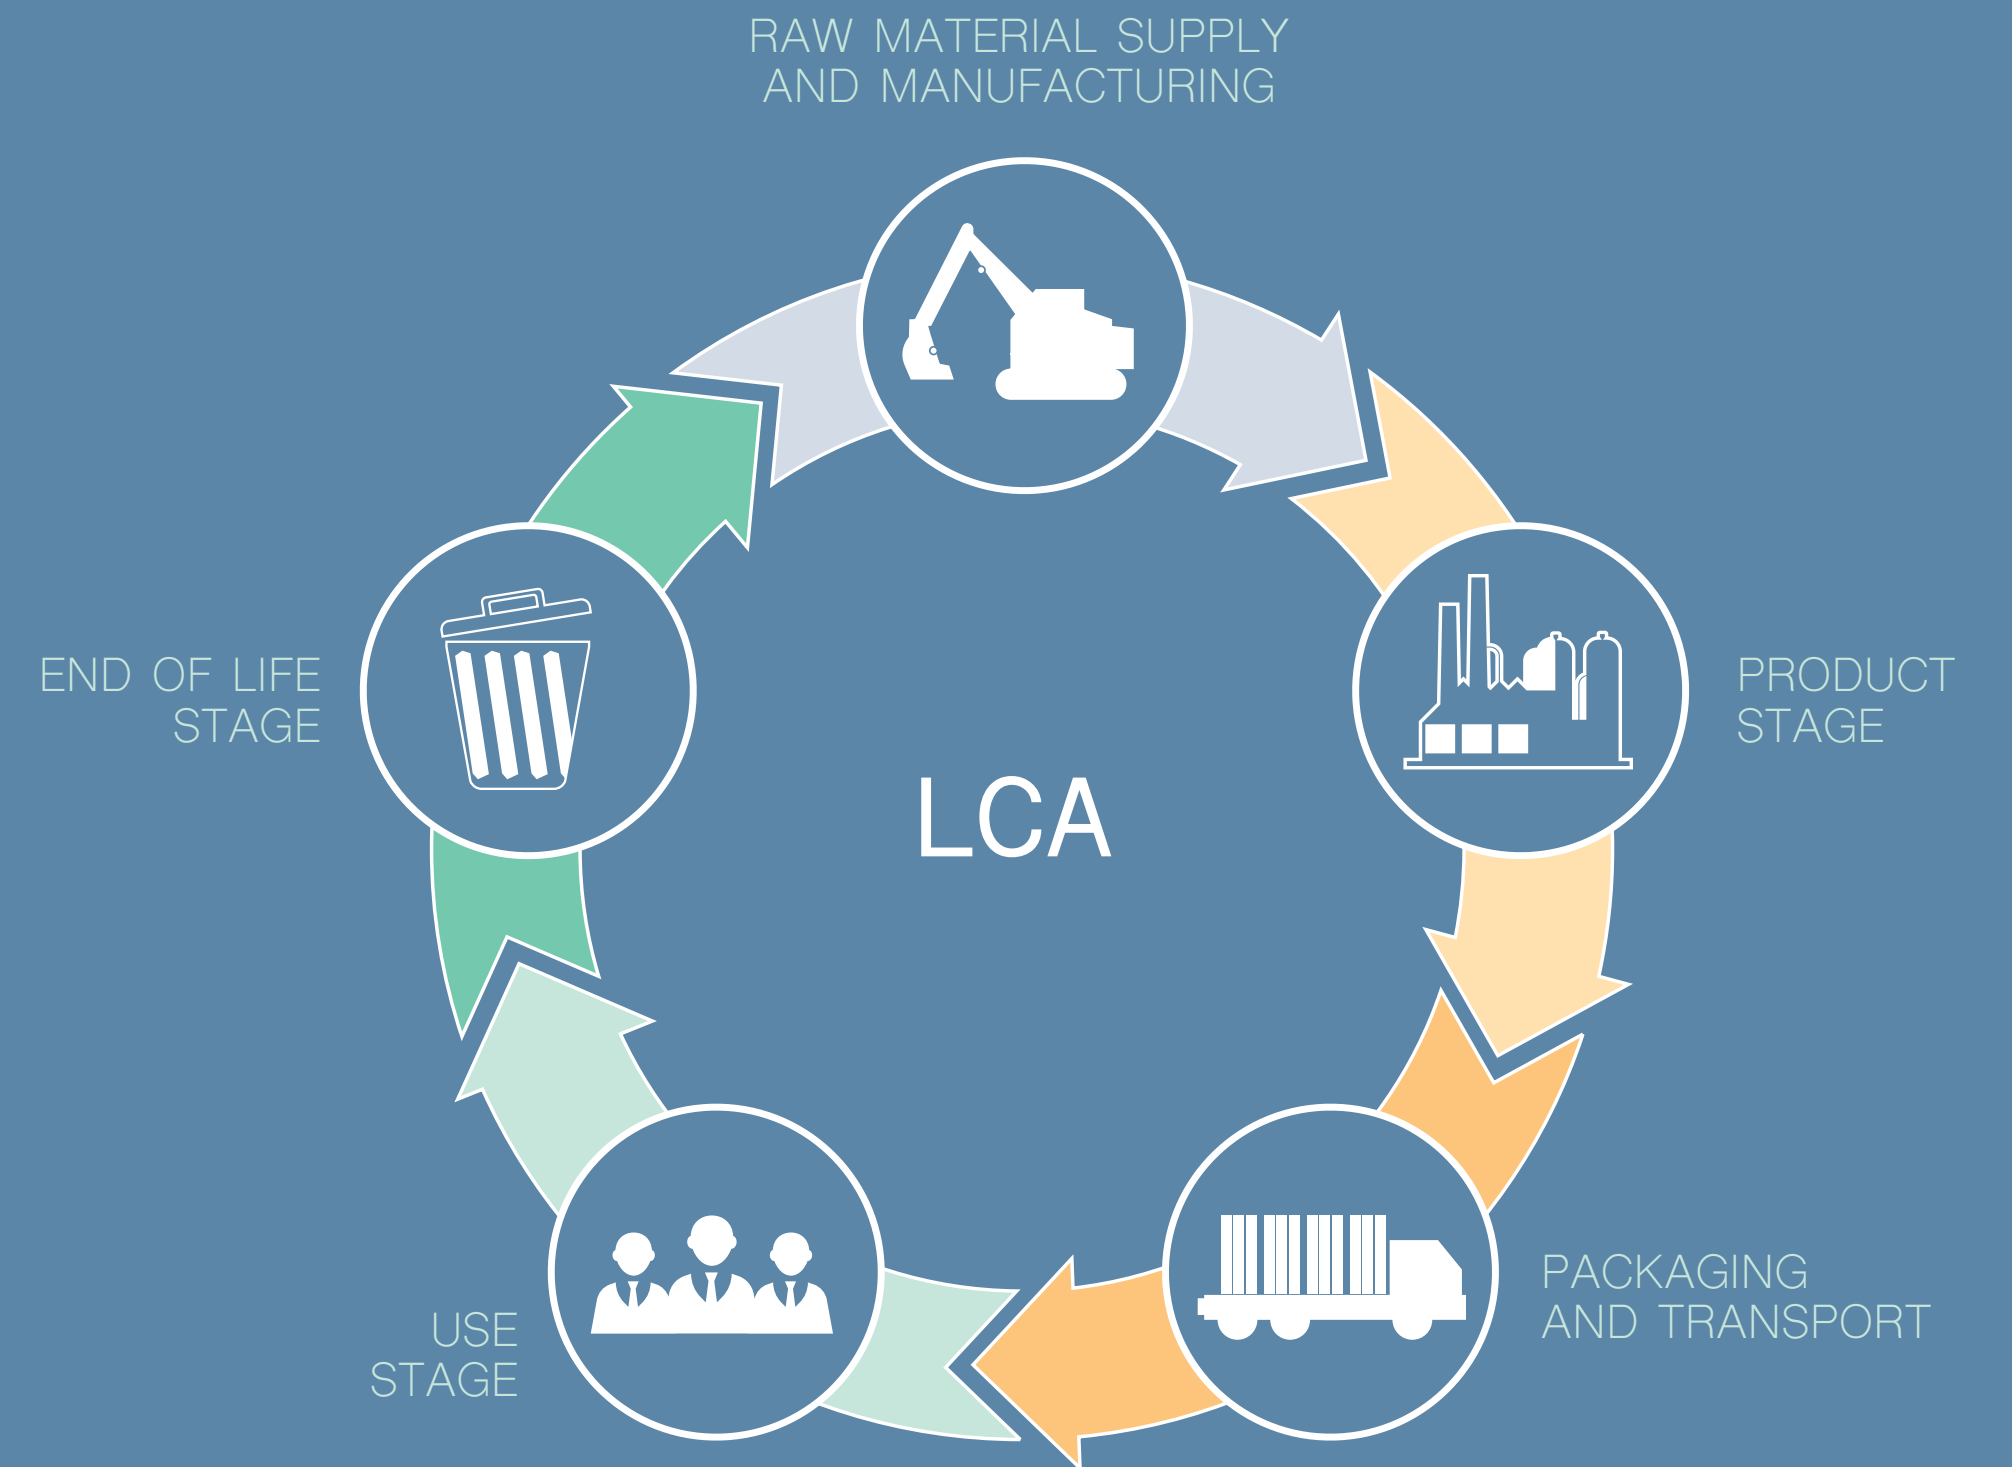 RAW MATERIAL SUPPLY
AND MANUFACTURING
END OF LIFE
STAGE
PRODUCT
STAGE
LCA
PACKAGING
AND TRANSPORT
USE
STAGE